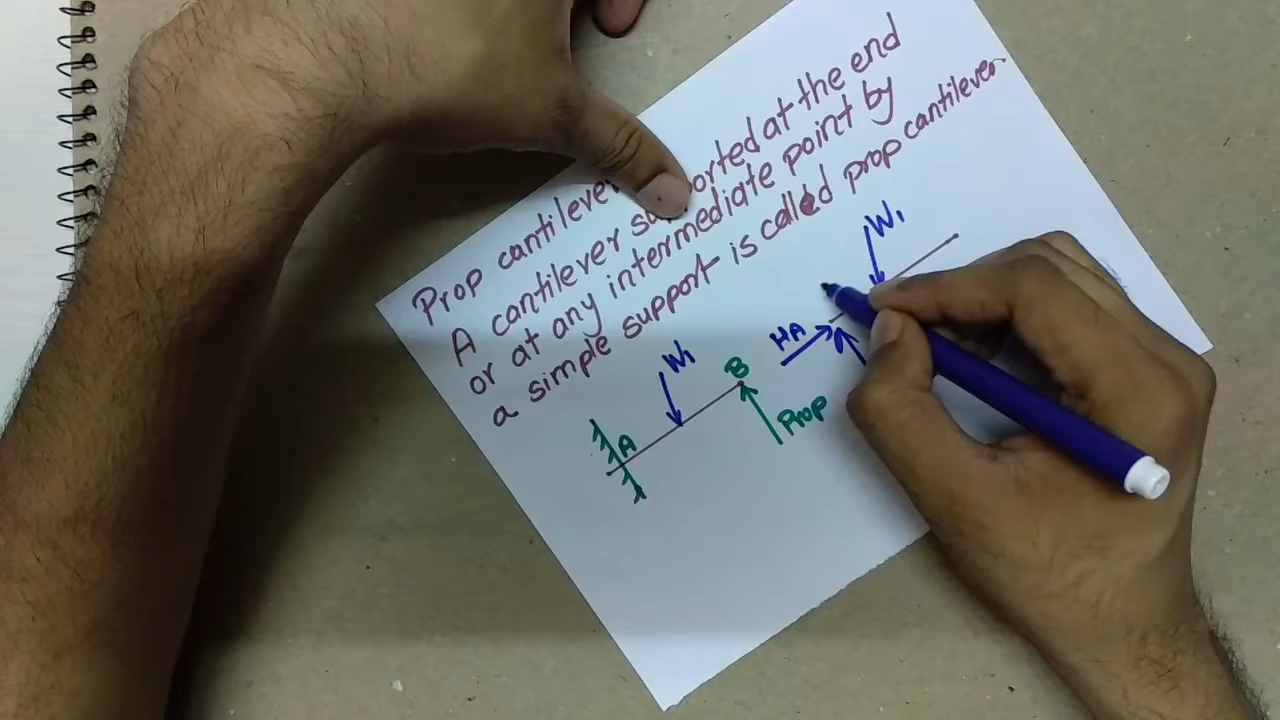 Prop cantilever
A cantilever supported at the end
or at any intermediate point by
a simple support is called prop cantilever
W1
HA
W1
B
Prop
A